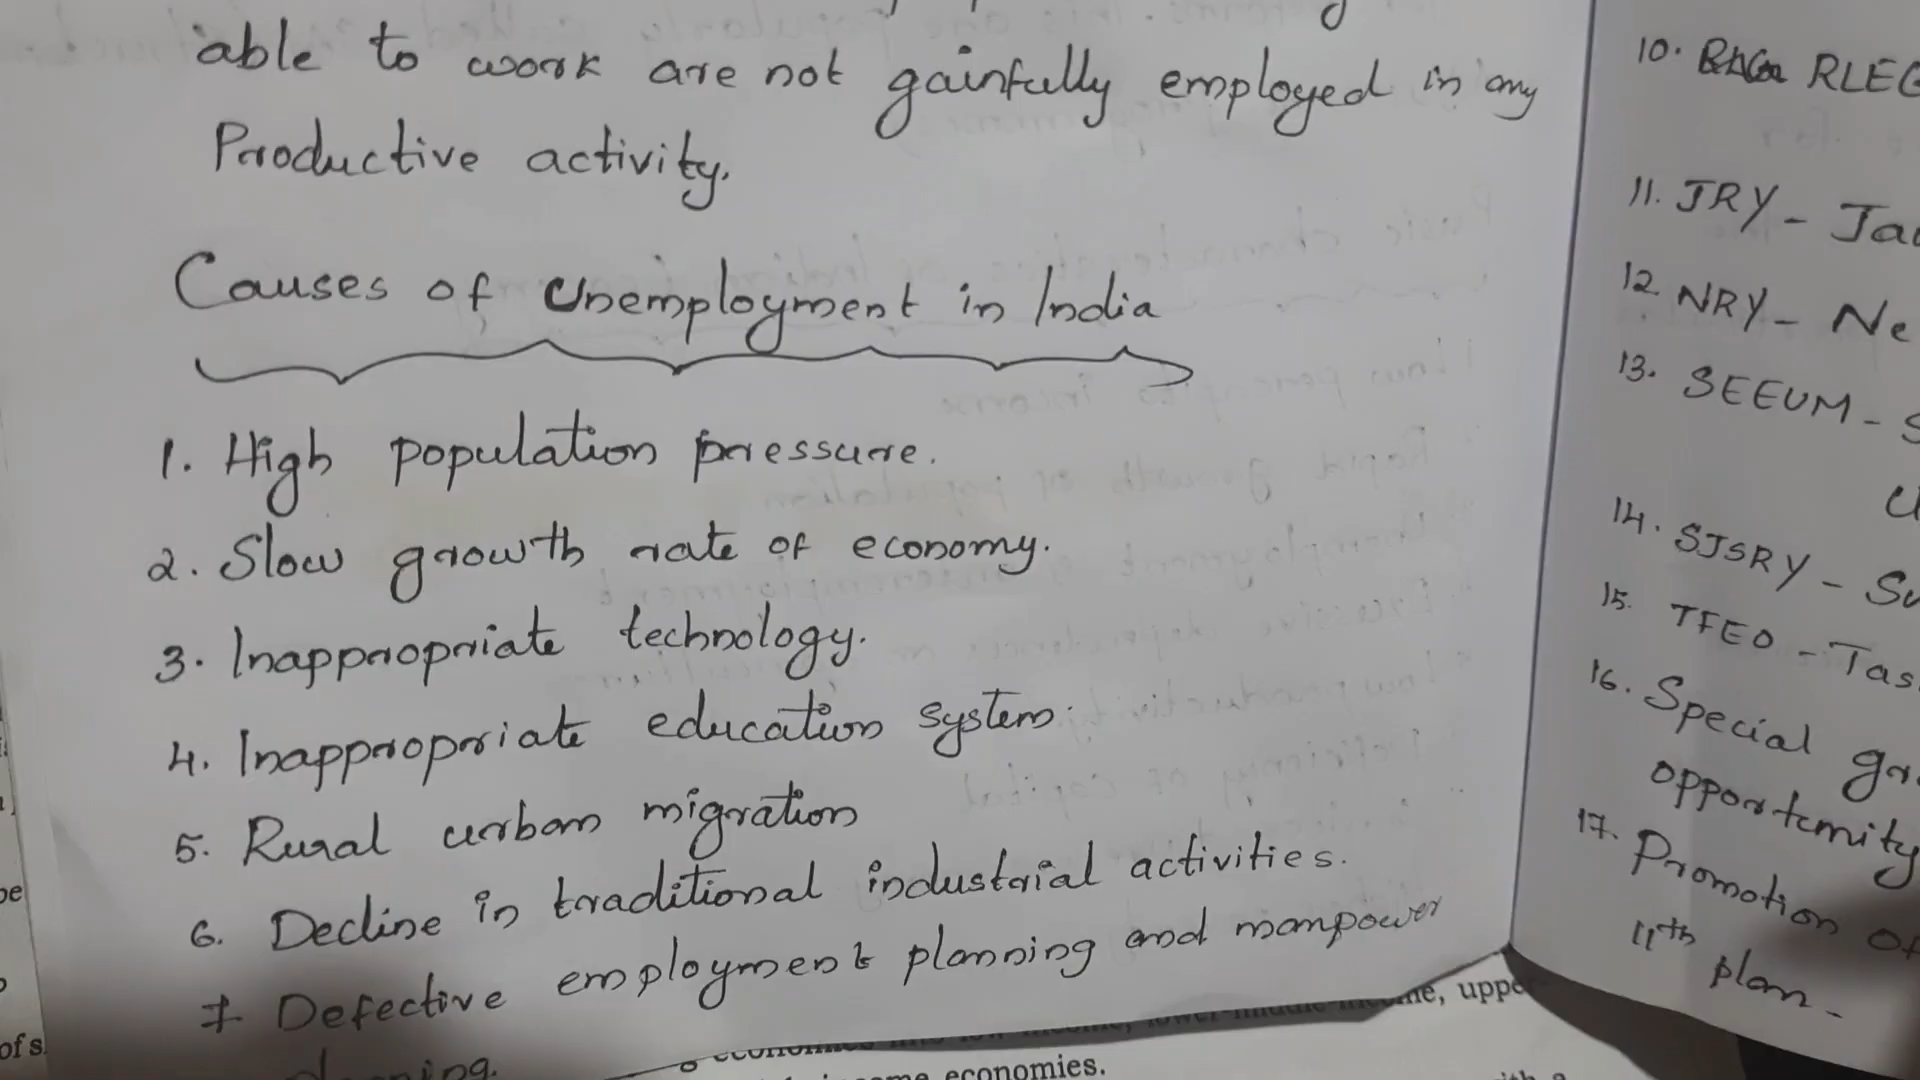 able to work are not gainfully employed in any
Productive activity.
Causes of Unemployment in India
1. High population pressure.
2. Slow growth rate of economy.
3. Inappropriate technology.
4. Inappropriate education system.
5. Rural urban migration
6. Decline in traditional industrial activities.
7 Defective employment planning and manpower
10. RLEG
11. JRY -
12. NRY - Ne
13. SEEUM - S
14. SJSRY -
15. TFEO - Tas
16. Special
opportunity
17. Promotion of
11th plan -
economies.